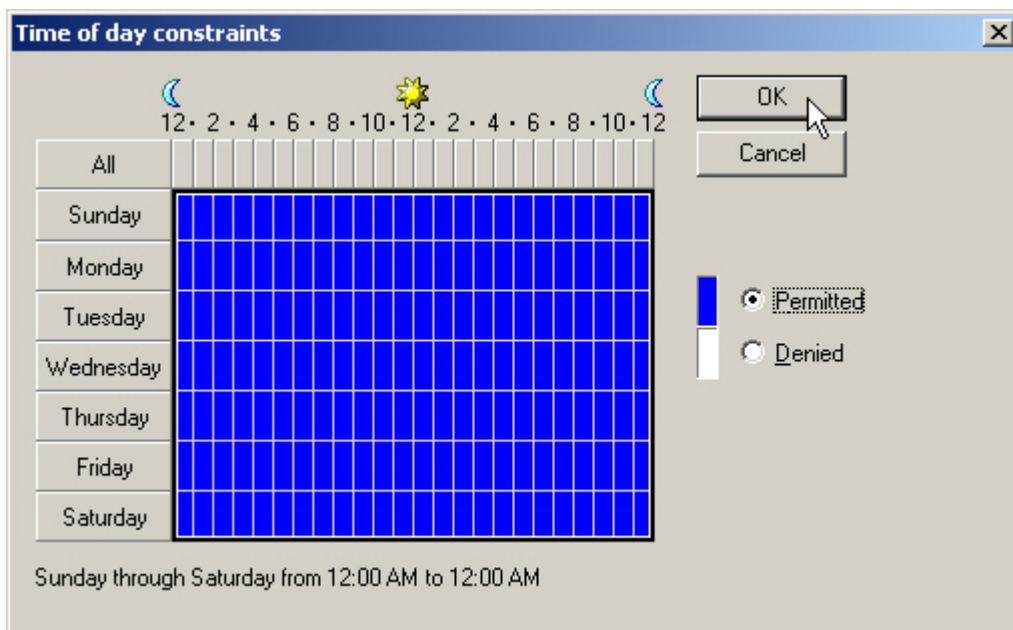 Time of day constraints
OK
12 · 2 · 4 · 6 · 8 · 10 · 12 · 2 · 4 · 6 · 8 · 10 · 12
Cancel
All
Sunday
Monday
Permitted
Tuesday
Denied
Wednesday
Thursday
Friday
Saturday
Sunday through Saturday from 12:00 AM to 12:00 AM